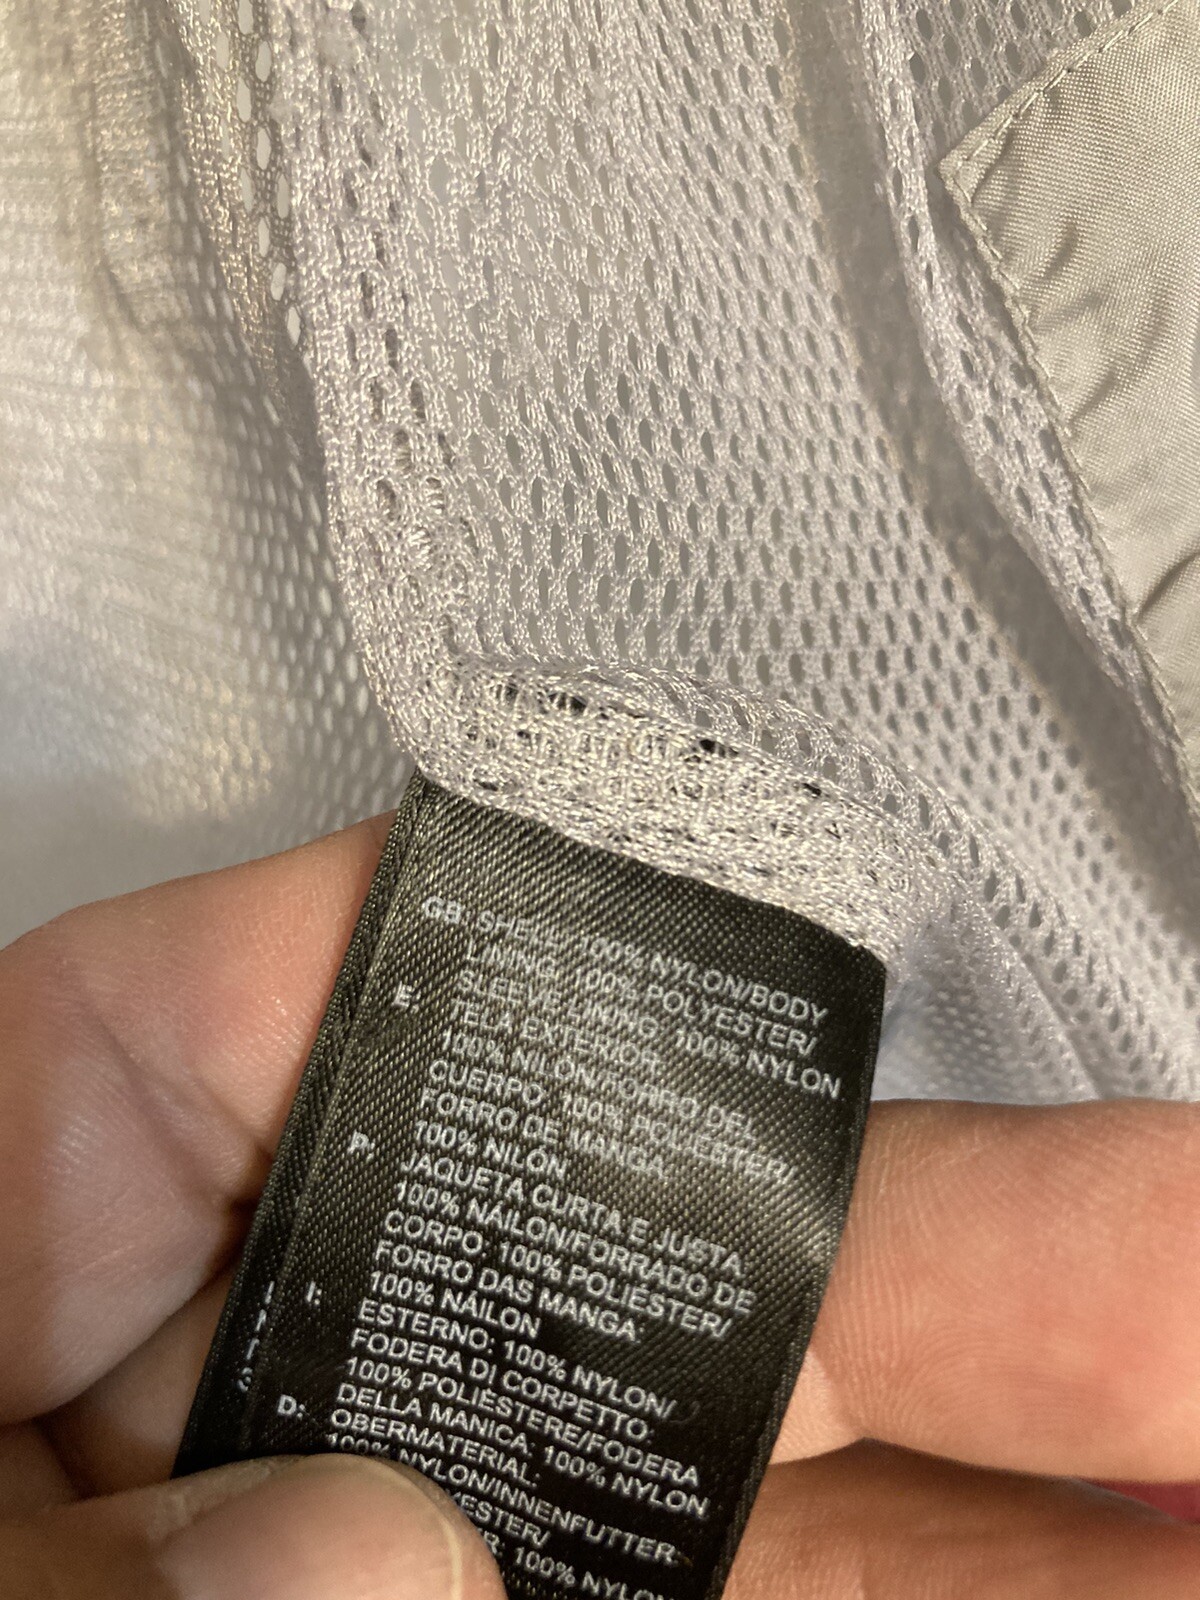 GB: SHELL: 100% NYLON/BODY
LINING: 100% POLYESTER/
SLEEVE LINING: 100% NYLON
E: TELA EXTERIOR:
100% NILON/FORRO DEL
CUERPO: 100% POLIÉSTER/
FORRO DE MANGA:
100% NILON
P: JAQUETA CURTA E JUSTA
100% NÁILON/FORRADO DE
CORPO: 100% POLIÉSTER/
FORRO DAS MANGA:
100% NÁILON
I: ESTERNO: 100% NYLON/
FODERA DI CORPETTO:
100% POLIÈSTERE/FODERA
DELLA MANICA: 100% NYLON
D: OBERMATERIAL:
100% NYLON/INNENFUTTER:
100% NYLON